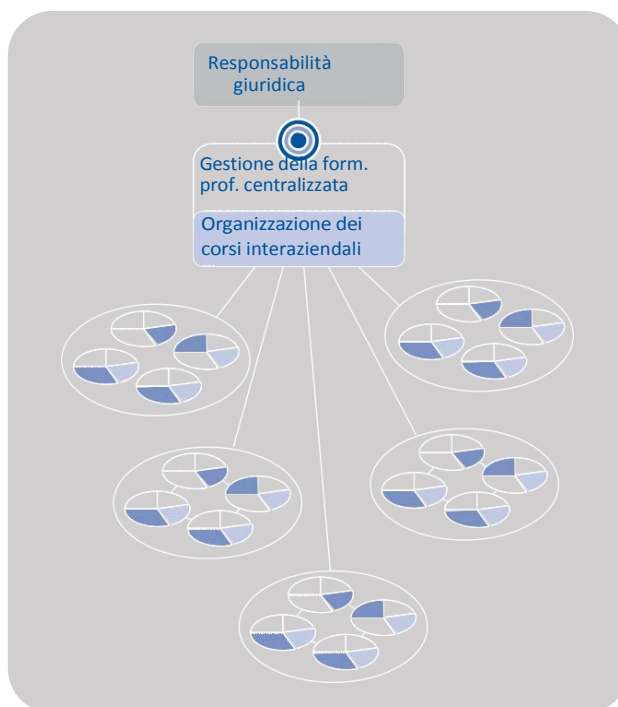 Responsabilità
giuridica
Gestione della form.
prof. centralizzata
Organizzazione dei
corsi interaziendali